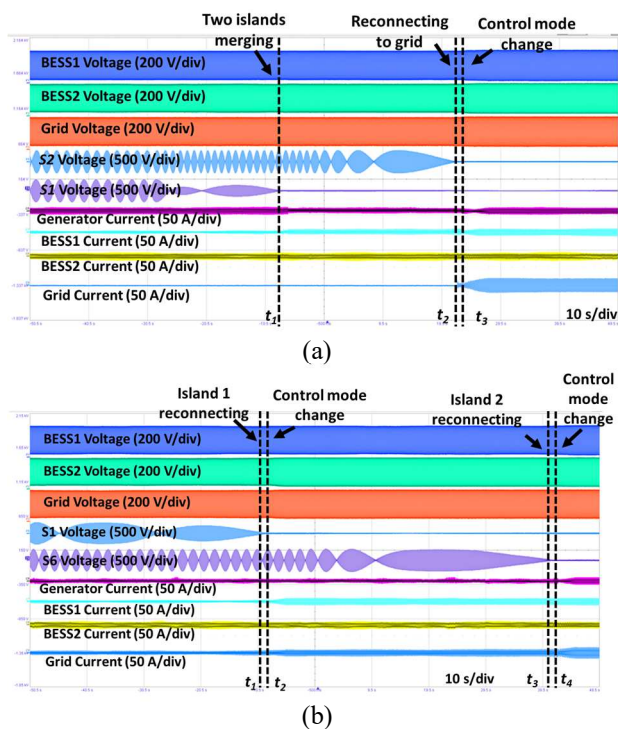 Two islands merging
Reconnecting to grid
Control mode change
BESS1 Voltage (200 V/div)
BESS2 Voltage (200 V/div)
Grid Voltage (200 V/div)
S2 Voltage (500 V/div)
S1 Voltage (500 V/div)
Generator Current (50 A/div)
BESS1 Current (50 A/div)
BESS2 Current (50 A/div)
Grid Current (50 A/div)
t1
t2
t3
10 s/div
(a)
Island 1 reconnecting
Control mode change
Island 2 reconnecting
Control mode change
BESS1 Voltage (200 V/div)
BESS2 Voltage (200 V/div)
Grid Voltage (200 V/div)
S1 Voltage (500 V/div)
S6 Voltage (500 V/div)
Generator Current (50 A/div)
BESS1 Current (50 A/div)
BESS2 Current (50 A/div)
Grid Current (50 A/div)
t1
t2
10 s/div
t3
t4
(b)